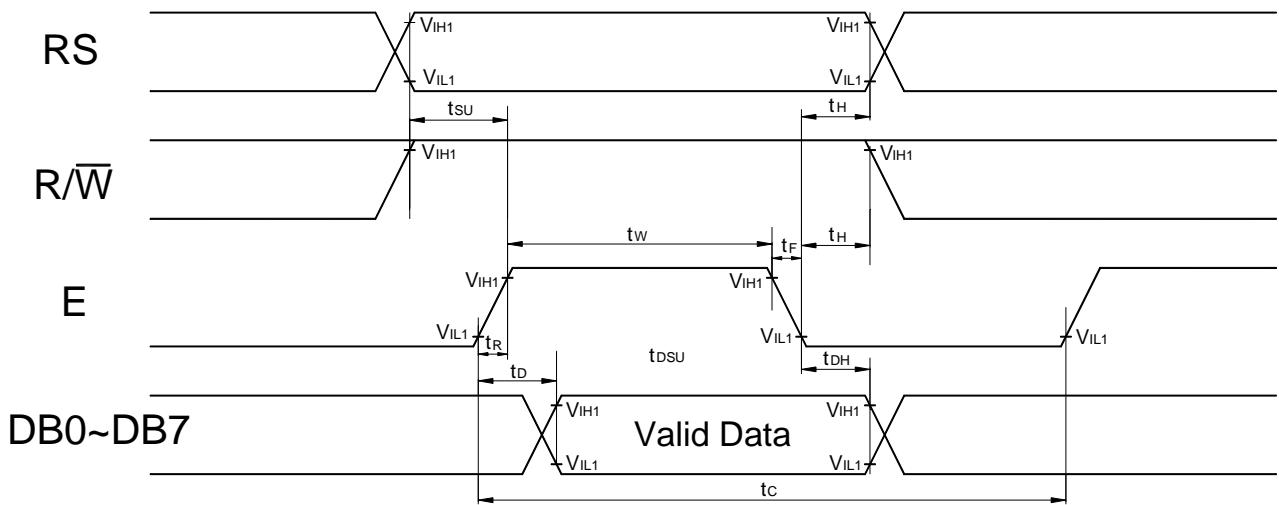 RS
VIH1
VIH1
VIL1
VIL1
tSU
tH
R/W̅
VIH1
VIH1
tW
tF
tH
E
VIH1
VIH1
VIL1
VIL1
VIL1
tR
tD
tDSU
tDH
DB0~DB7
VIH1
VIH1
Valid Data
VIL1
VIL1
tC